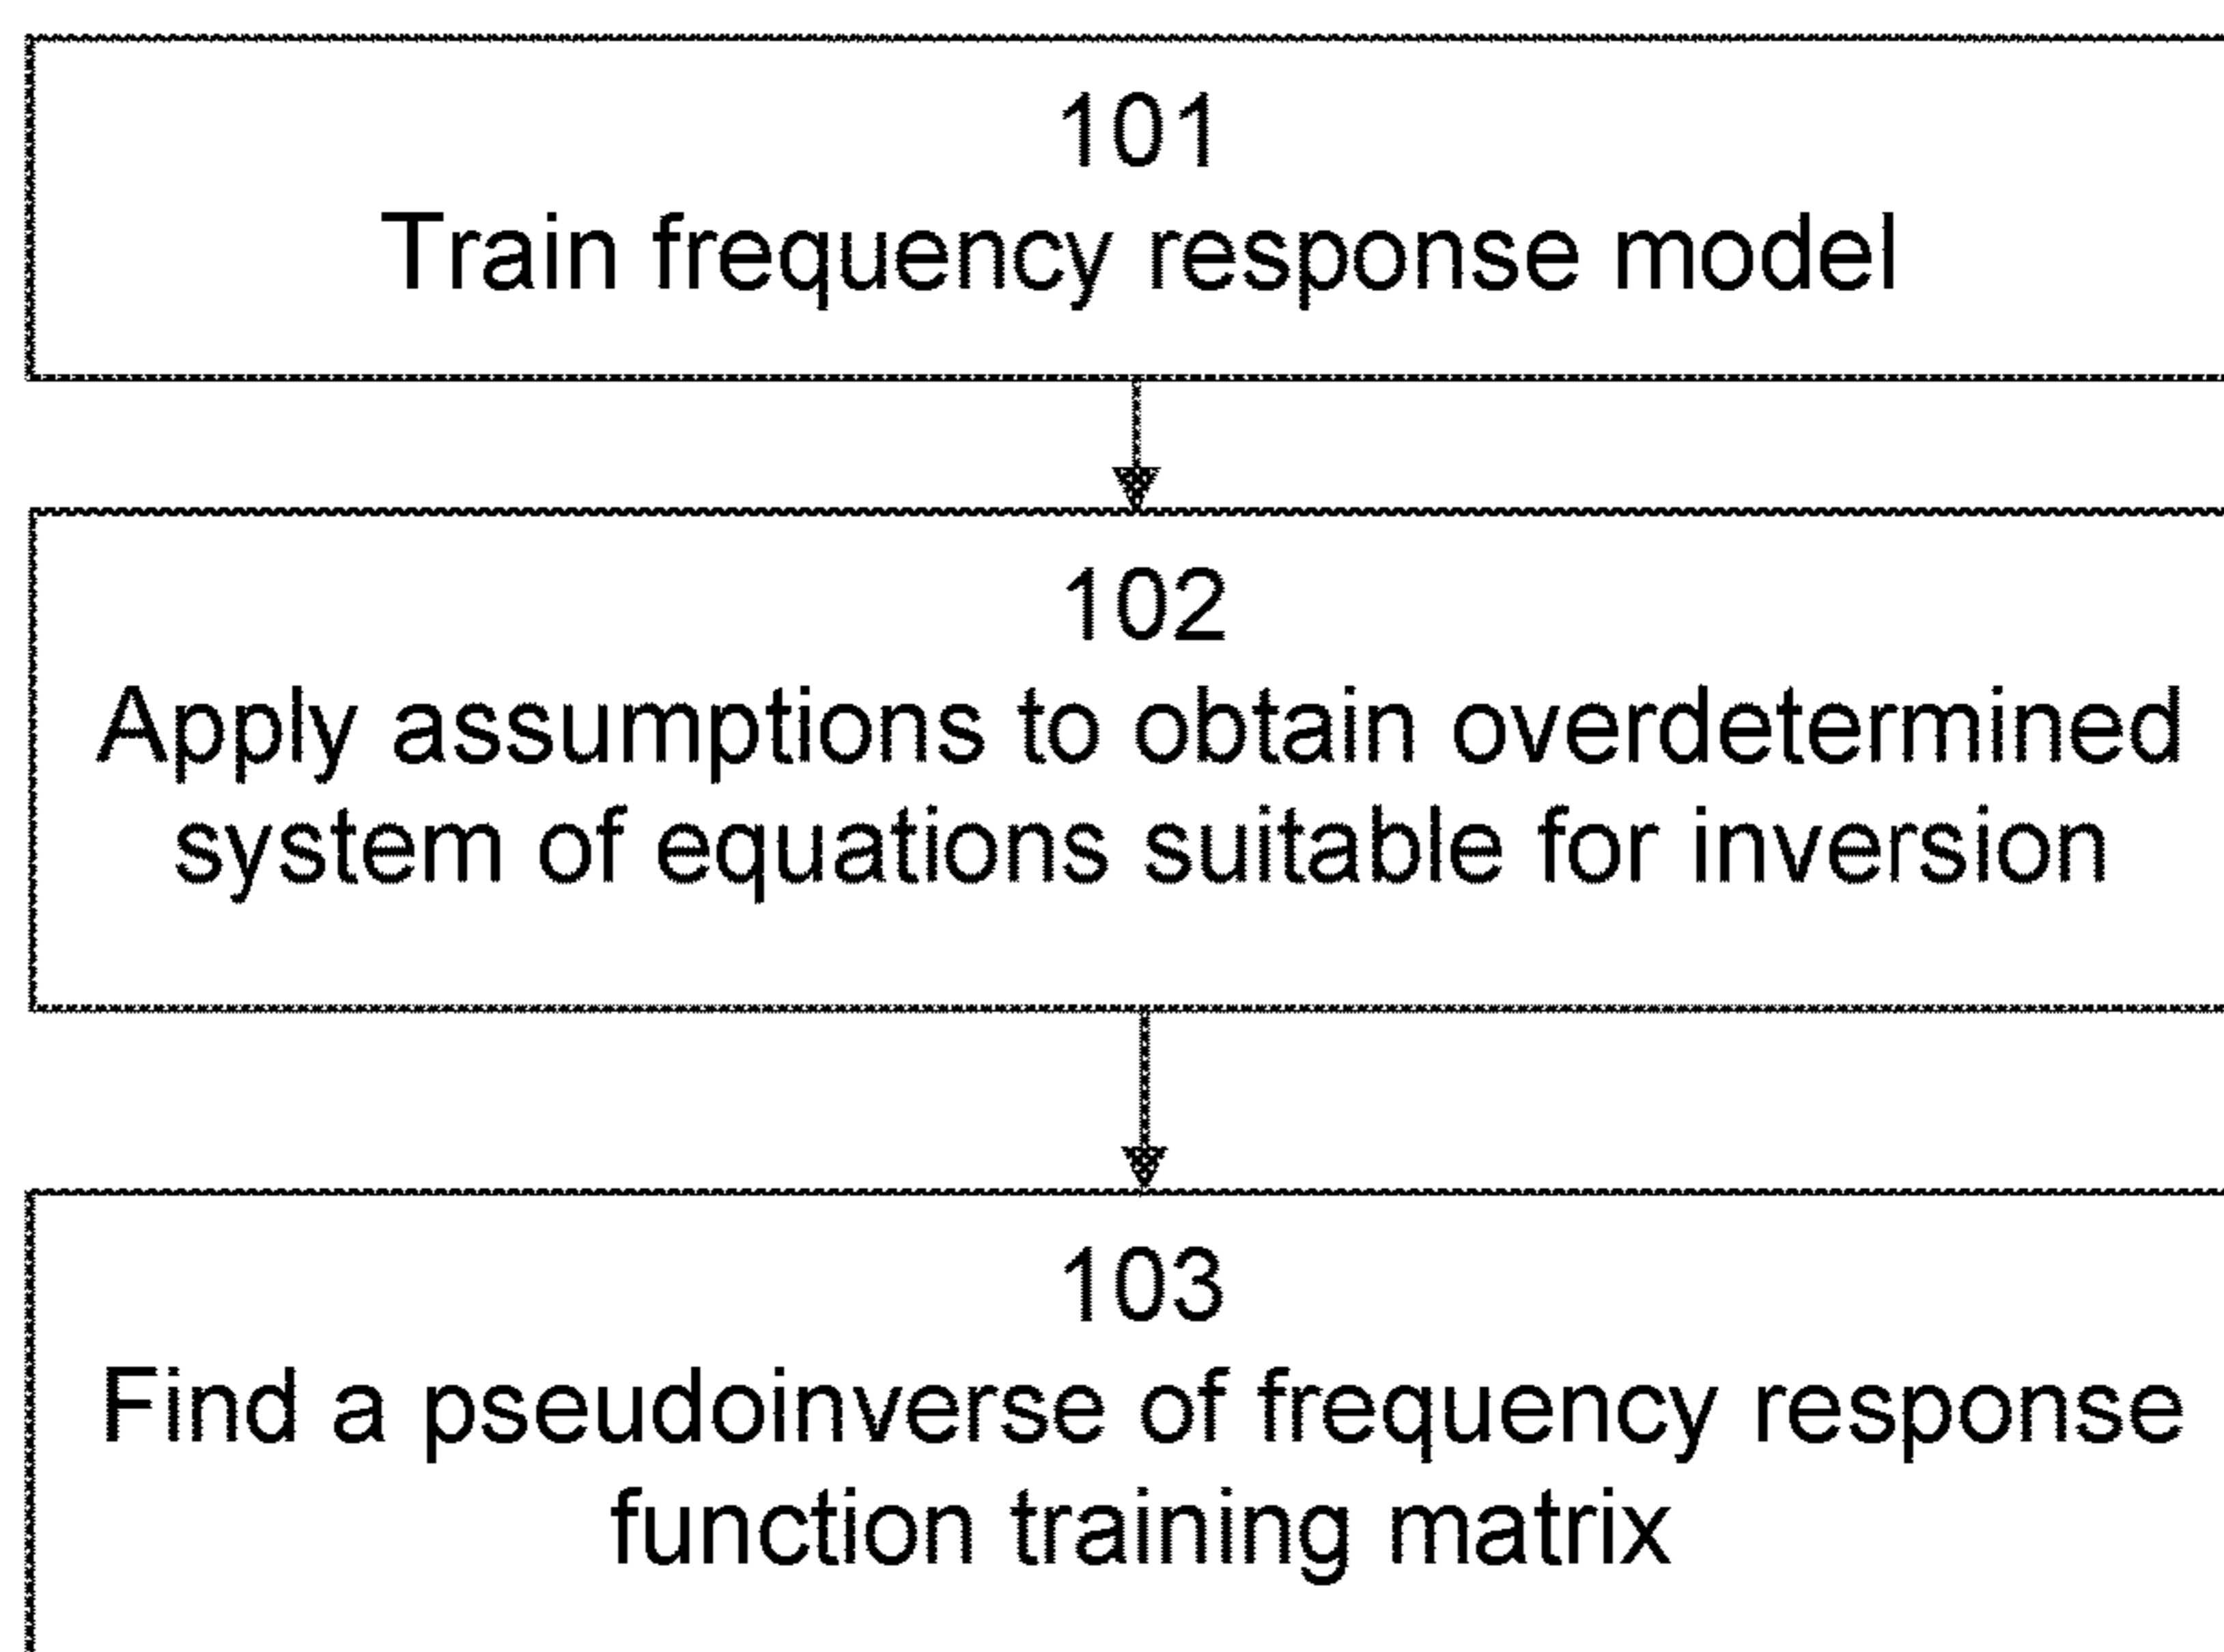 101
Train frequency response model
102
Apply assumptions to obtain overdetermined
system of equations suitable for inversion
103
Find a pseudoinverse of frequency response
function training matrix